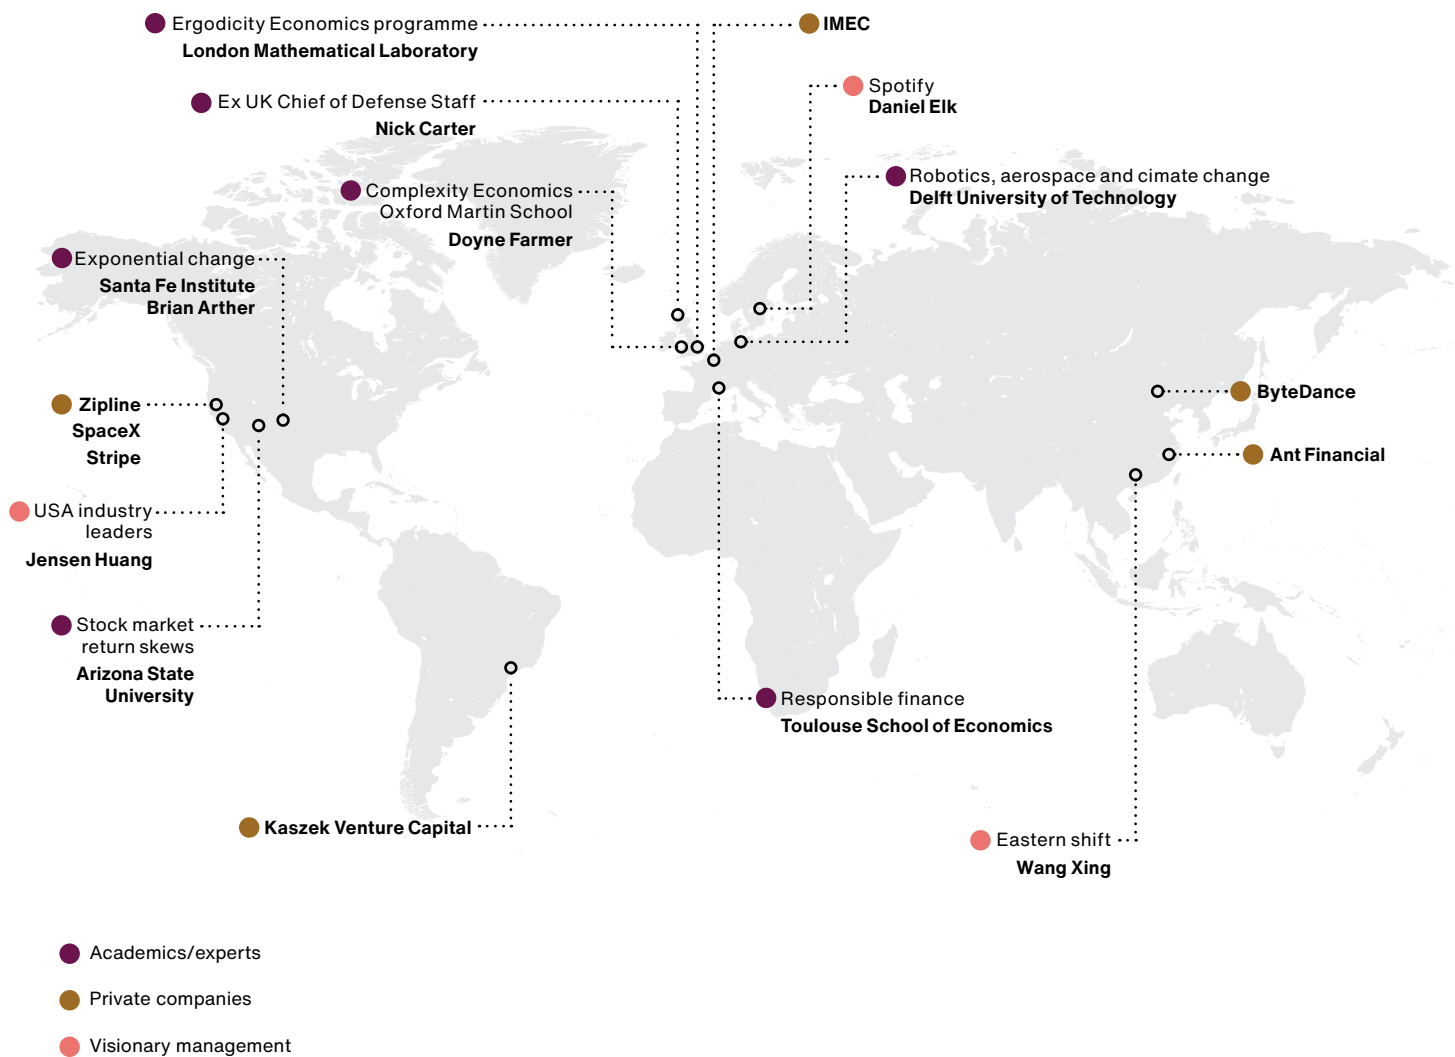 Ergodicity Economics programme
London Mathematical Laboratory
IMEC
Spotify
Daniel Elk
Ex UK Chief of Defense Staff
Nick Carter
Robotics, aerospace and cimate change
Delft University of Technology
Complexity Economics
Oxford Martin School
Doyne Farmer
Exponential change
Santa Fe Institute
Brian Arther
Zipline
SpaceX
Stripe
ByteDance
Ant Financial
USA industry
leaders
Jensen Huang
Stock market
return skews
Arizona State
University
Responsible finance
Toulouse School of Economics
Kaszek Venture Capital
Eastern shift
Wang Xing
Academics/experts
Private companies
Visionary management